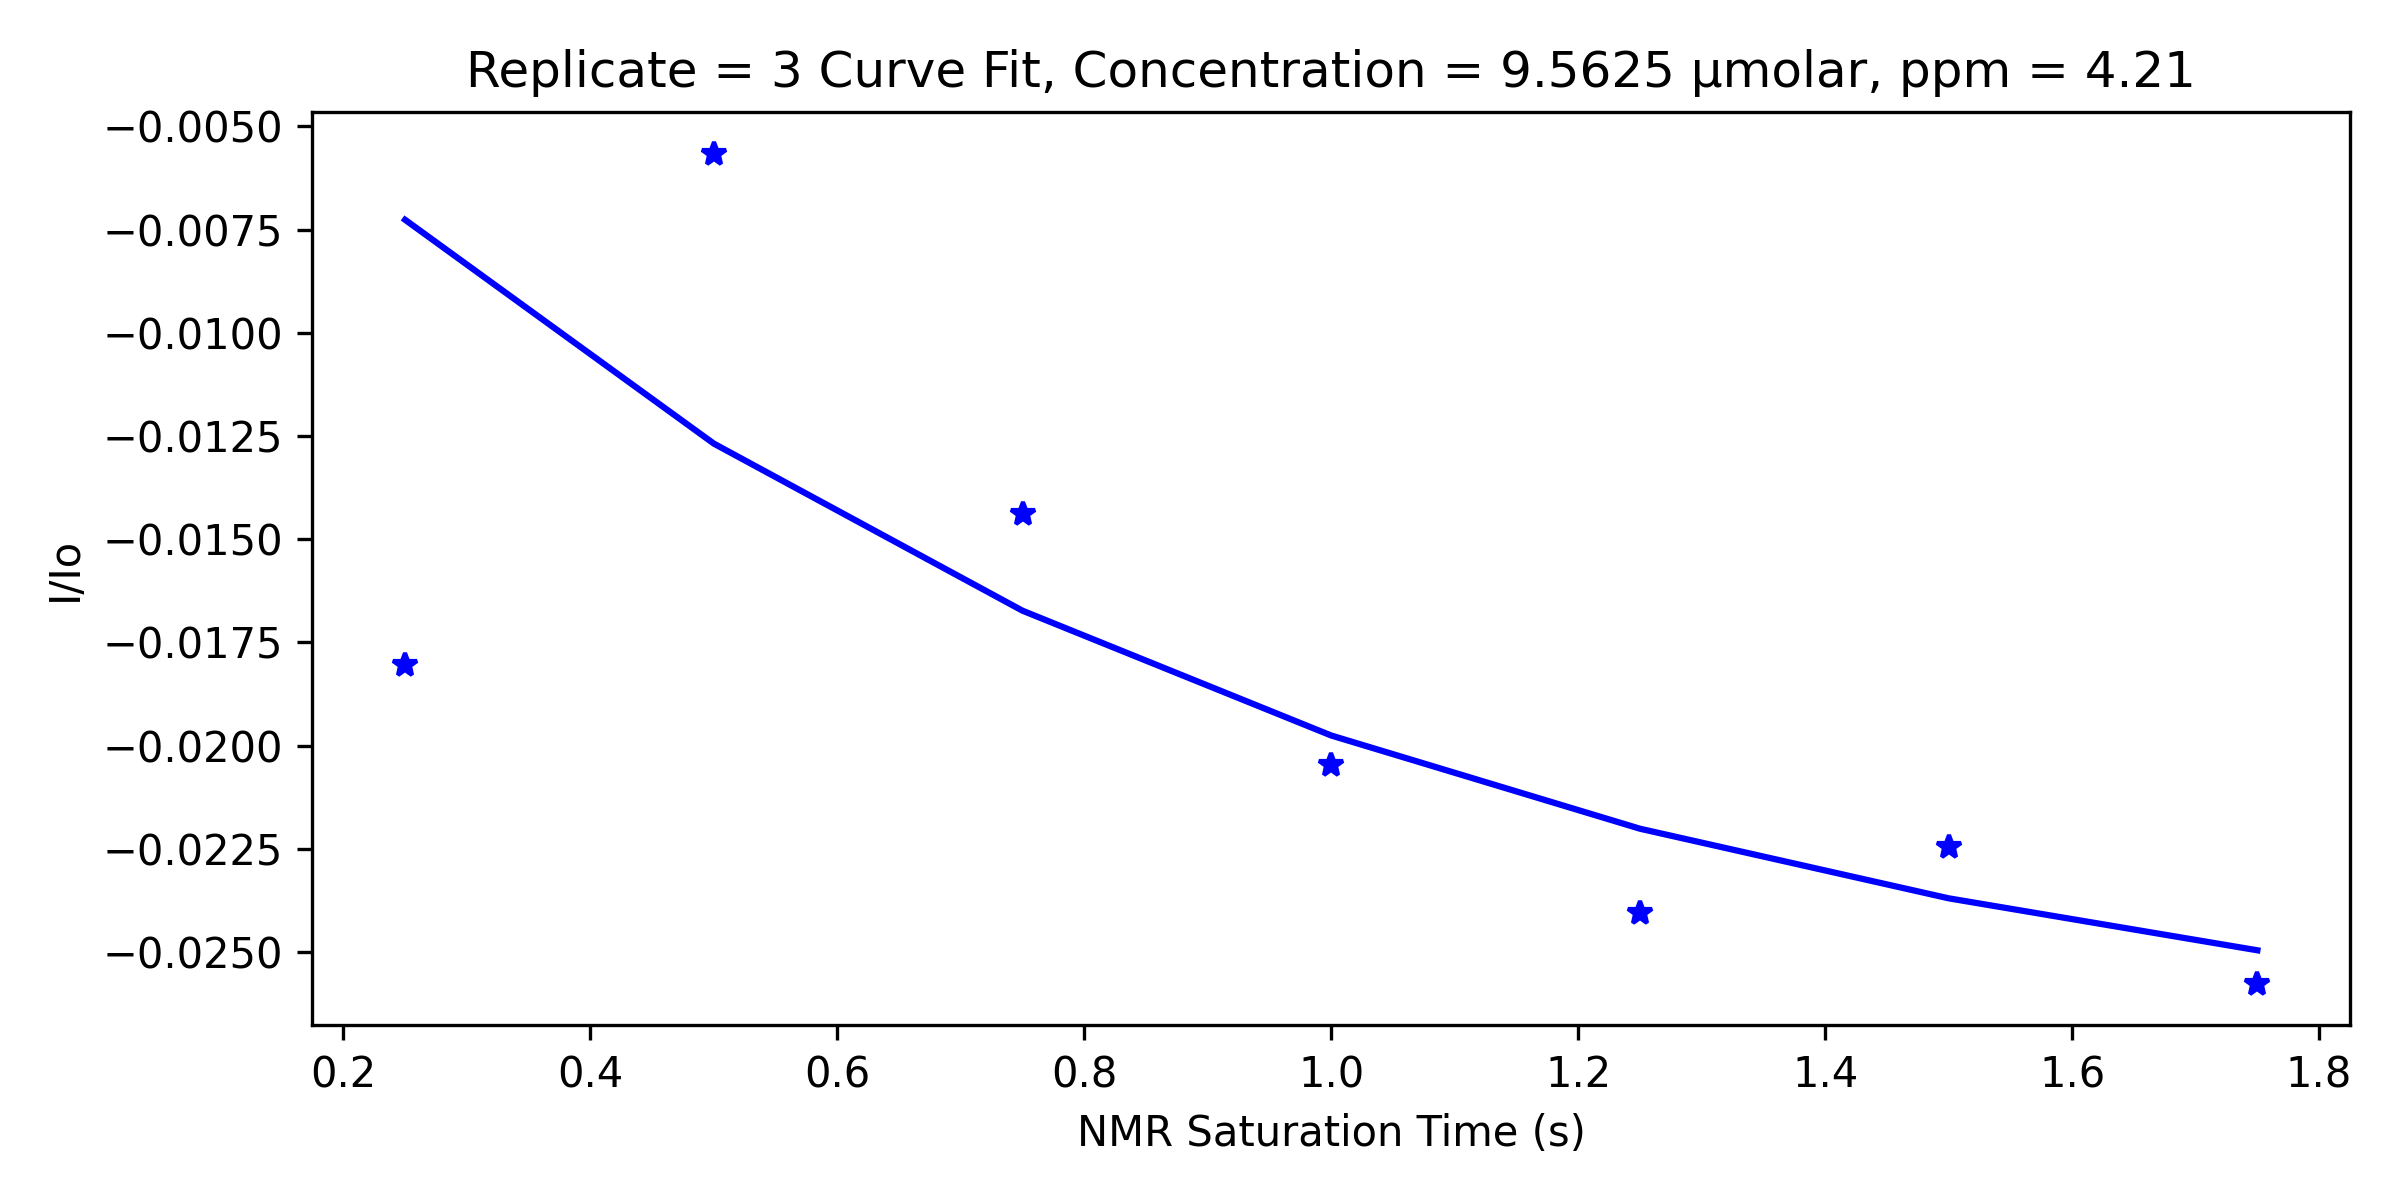 Replicate = 3 Curve Fit, Concentration = 9.5625 μmolar, ppm = 4.21
−0.0050
−0.0075
−0.0100
−0.0125
−0.0150
−0.0175
−0.0200
−0.0225
−0.0250
I/Io
0.2 0.4 0.6 0.8 1.0 1.2 1.4 1.6 1.8
NMR Saturation Time (s)